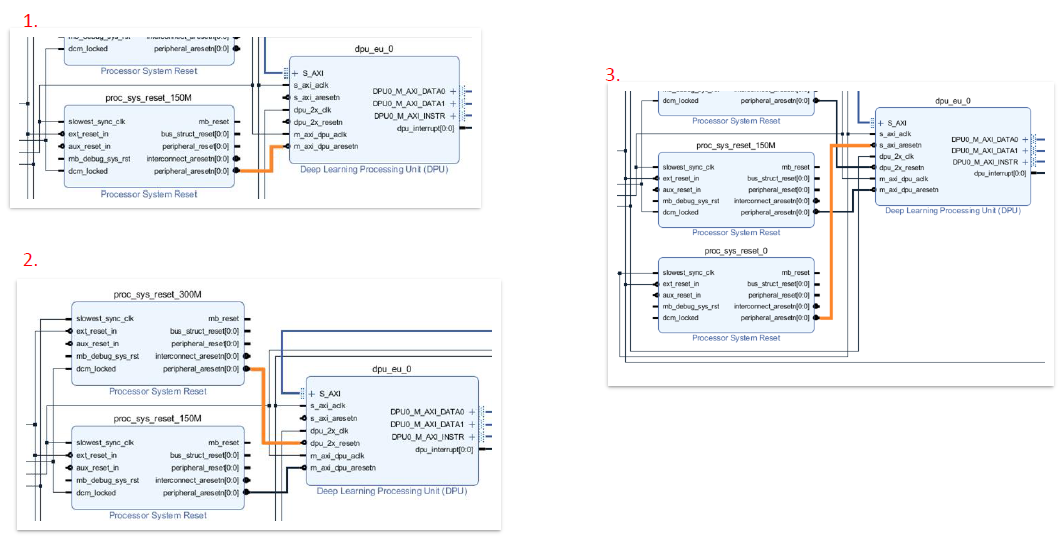 1.
mb_debug_sys_rst interconnect_aresetn[0:0]
dcm_locked peripheral_aresetn[0:0]
Processor System Reset
proc_sys_reset_150M
slowest_sync_clk mb_reset
ext_reset_in bus_struct_reset[0:0]
aux_reset_in peripheral_reset[0:0]
mb_debug_sys_rst interconnect_aresetn[0:0]
dcm_locked peripheral_aresetn[0:0]
Processor System Reset
dpu_eu_0
S_AXI
s_axi_aclk
s_axi_aresetn
dpu_2x_clk
dpu_2x_resetn
m_axi_dpu_aclk
m_axi_dpu_aresetn
DPU0_M_AXI_DATA0
DPU0_M_AXI_DATA1
DPU0_M_AXI_INSTR
dpu_interrupt[0:0]
Deep Learning Processing Unit (DPU)
2.
proc_sys_reset_300M
slowest_sync_clk mb_reset
ext_reset_in bus_struct_reset[0:0]
aux_reset_in peripheral_reset[0:0]
mb_debug_sys_rst interconnect_aresetn[0:0]
dcm_locked peripheral_aresetn[0:0]
Processor System Reset
proc_sys_reset_150M
slowest_sync_clk mb_reset
ext_reset_in bus_struct_reset[0:0]
aux_reset_in peripheral_reset[0:0]
mb_debug_sys_rst interconnect_aresetn[0:0]
dcm_locked peripheral_aresetn[0:0]
Processor System Reset
dpu_eu_0
S_AXI
s_axi_aclk
s_axi_aresetn
dpu_2x_clk
dpu_2x_resetn
m_axi_dpu_aclk
m_axi_dpu_aresetn
DPU0_M_AXI_DATA0
DPU0_M_AXI_DATA1
DPU0_M_AXI_INSTR
dpu_interrupt[0:0]
Deep Learning Processing Unit (DPU)
3.
dcm_locked peripheral_aresetn[0:0]
Processor System Reset
proc_sys_reset_150M
slowest_sync_clk mb_reset
ext_reset_in bus_struct_reset[0:0]
aux_reset_in peripheral_reset[0:0]
mb_debug_sys_rst interconnect_aresetn[0:0]
dcm_locked peripheral_aresetn[0:0]
Processor System Reset
proc_sys_reset_0
slowest_sync_clk mb_reset
ext_reset_in bus_struct_reset[0:0]
aux_reset_in peripheral_reset[0:0]
mb_debug_sys_rst interconnect_aresetn[0:0]
dcm_locked peripheral_aresetn[0:0]
Processor System Reset
dpu_eu_0
S_AXI
s_axi_aclk
s_axi_aresetn
dpu_2x_clk
dpu_2x_resetn
m_axi_dpu_aclk
m_axi_dpu_aresetn
DPU0_M_AXI_DATA0
DPU0_M_AXI_DATA1
DPU0_M_AXI_INSTR
dpu_interrupt[0:0]
Deep Learning Processing Unit (DPU)